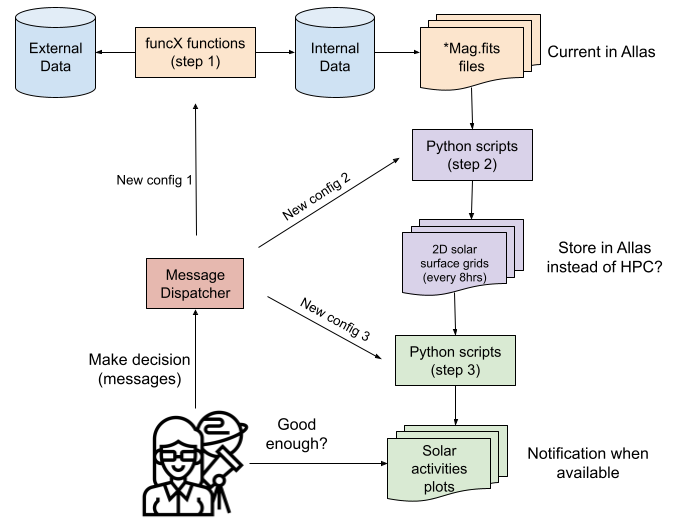 External
Data
funcX functions
(step 1)
Internal
Data
*Mag.fits
files
Current in Allas
Python scripts
(step 2)
New config 1
New config 2
2D solar
surface grids
(every 8hrs)
Store in Allas
instead of HPC?
Message
Dispatcher
New config 3
Python scripts
(step 3)
Make decision
(messages)
Good
enough?
Solar
activities
plots
Notification when
available